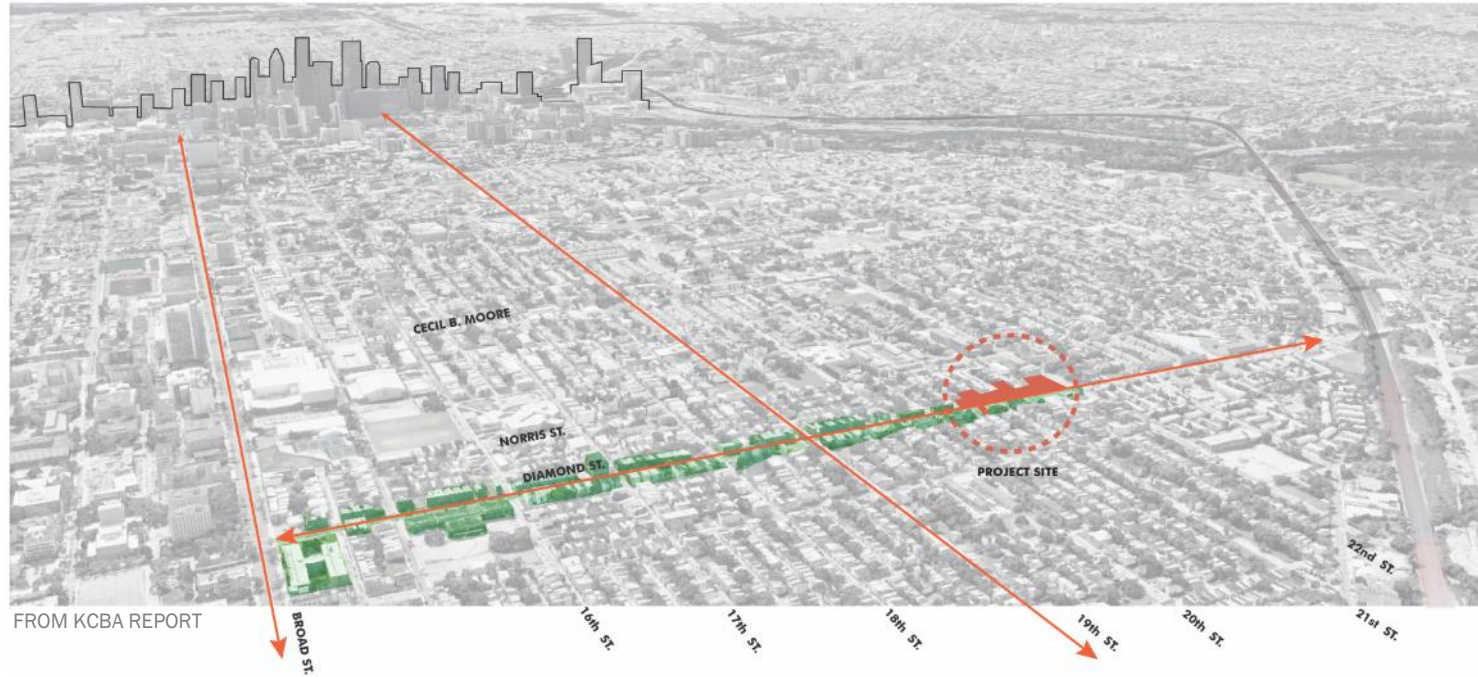 CECIL B. MOORE
NORRIS ST.
DIAMOND ST.
PROJECT SITE
22nd ST.
FROM KCBA REPORT
BROAD ST.
16th ST.
17th ST.
18th ST.
19th ST.
20th ST.
21st ST.